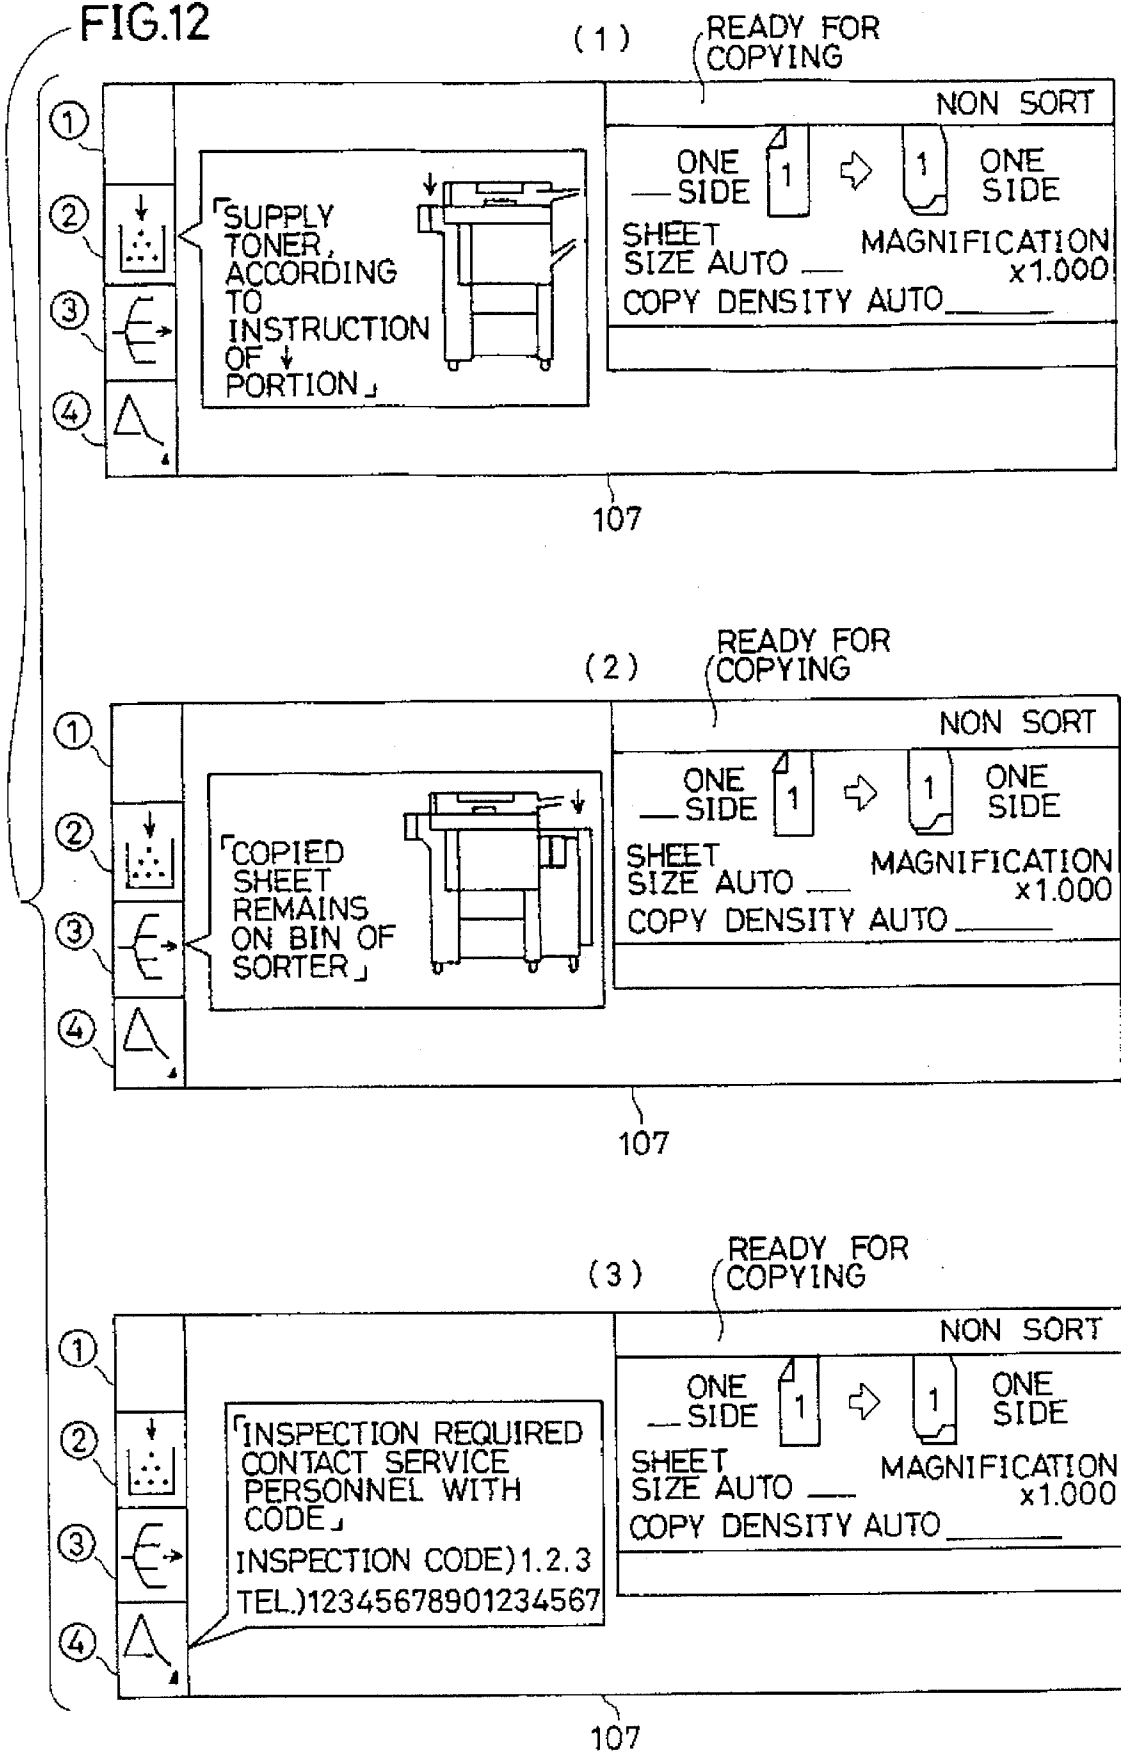 FIG.12
(1)
READY FOR
COPYING
①
NON SORT
ONE
SIDE
1
1
ONE
SIDE
②
「SUPPLY
TONER,
ACCORDING
TO
INSTRUCTION
OF ↓
PORTION」
SHEET
SIZE AUTO
MAGNIFICATION
x1.000
COPY DENSITY AUTO
③
④
107
(2)
READY FOR
COPYING
①
NON SORT
ONE
SIDE
1
1
ONE
SIDE
②
「COPIED
SHEET
REMAINS
ON BIN OF
SORTER」
SHEET
SIZE AUTO
MAGNIFICATION
x1.000
COPY DENSITY AUTO
③
④
107
(3)
READY FOR
COPYING
①
NON SORT
ONE
SIDE
1
1
ONE
SIDE
②
「INSPECTION REQUIRED
CONTACT SERVICE
PERSONNEL WITH
CODE」
INSPECTION CODE)1.2.3
TEL.)12345678901234567
SHEET
SIZE AUTO
MAGNIFICATION
x1.000
COPY DENSITY AUTO
③
④
107